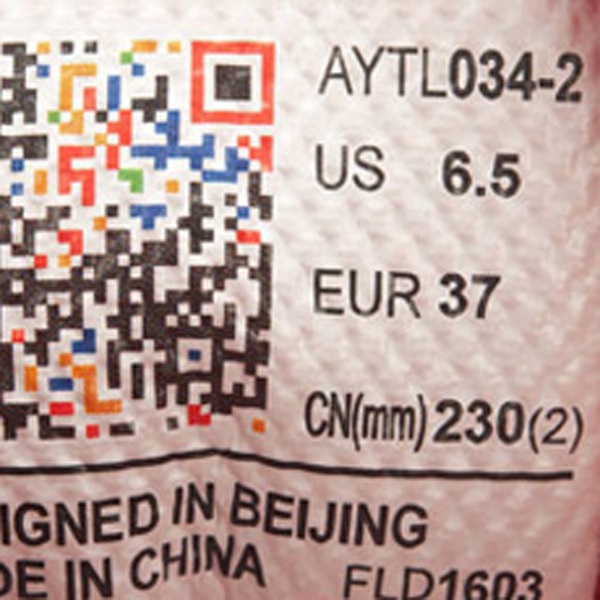 AYTL034-2
US 6.5
EUR 37
CN(mm) 230(2)
IGNED IN BEIJING
DE IN CHINA
FLD1603